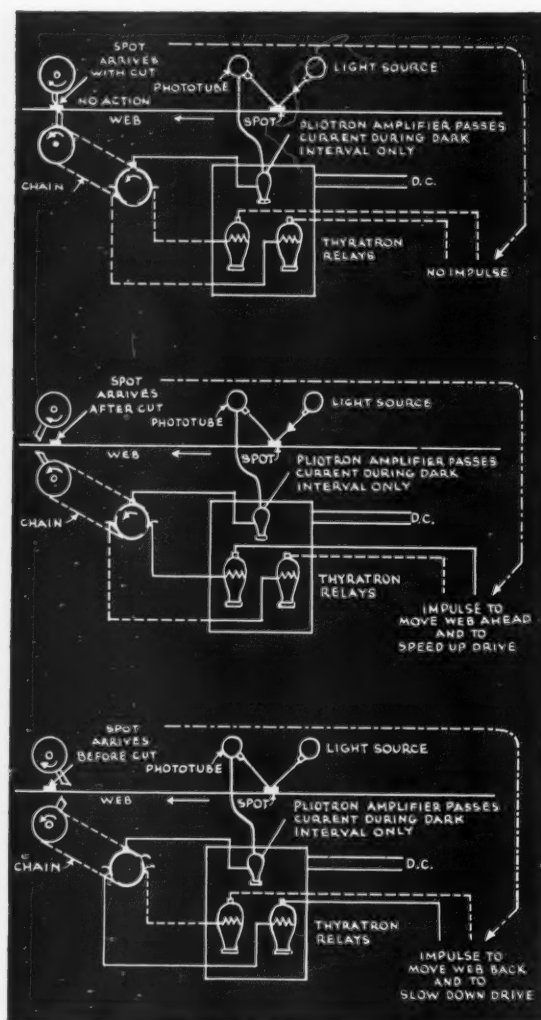 SPOT
ARRIVES
WITH CUT
NO ACTION
PHOTOTUBE
LIGHT SOURCE
WEB
SPOT
PLIOTRON AMPLIFIER PASSES
CURRENT DURING DARK
INTERVAL ONLY
CHAIN
D.C.
THYRATRON
RELAYS
NO IMPULSE
SPOT
ARRIVES
AFTER CUT
PHOTOTUBE
LIGHT SOURCE
WEB
SPOT
PLIOTRON AMPLIFIER PASSES
CURRENT DURING DARK
INTERVAL ONLY
CHAIN
D.C.
THYRATRON
RELAYS
IMPULSE TO
MOVE WEB AHEAD
AND TO
SPEED UP DRIVE
SPOT
ARRIVES
BEFORE CUT
PHOTOTUBE
LIGHT SOURCE
WEB
SPOT
PLIOTRON AMPLIFIER PASSES
CURRENT DURING DARK
INTERVAL ONLY
CHAIN
D.C.
THYRATRON
RELAYS
IMPULSE TO
MOVE WEB BACK
AND TO
SLOW DOWN DRIVE